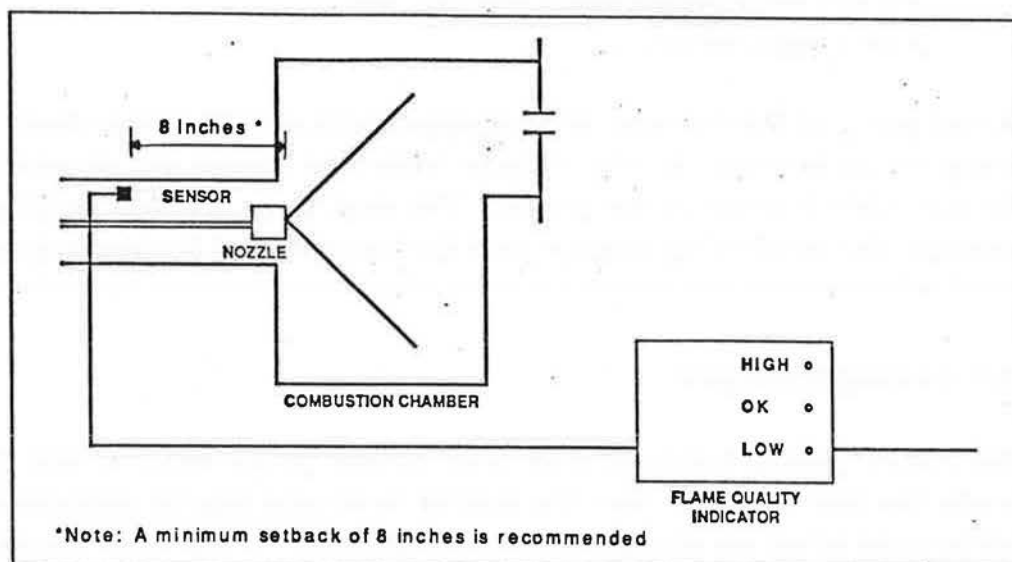 8 Inches *
SENSOR
NOZZLE
COMBUSTION CHAMBER
HIGH
OK
LOW
FLAME QUALITY
INDICATOR
*Note: A minimum setback of 8 inches is recommended